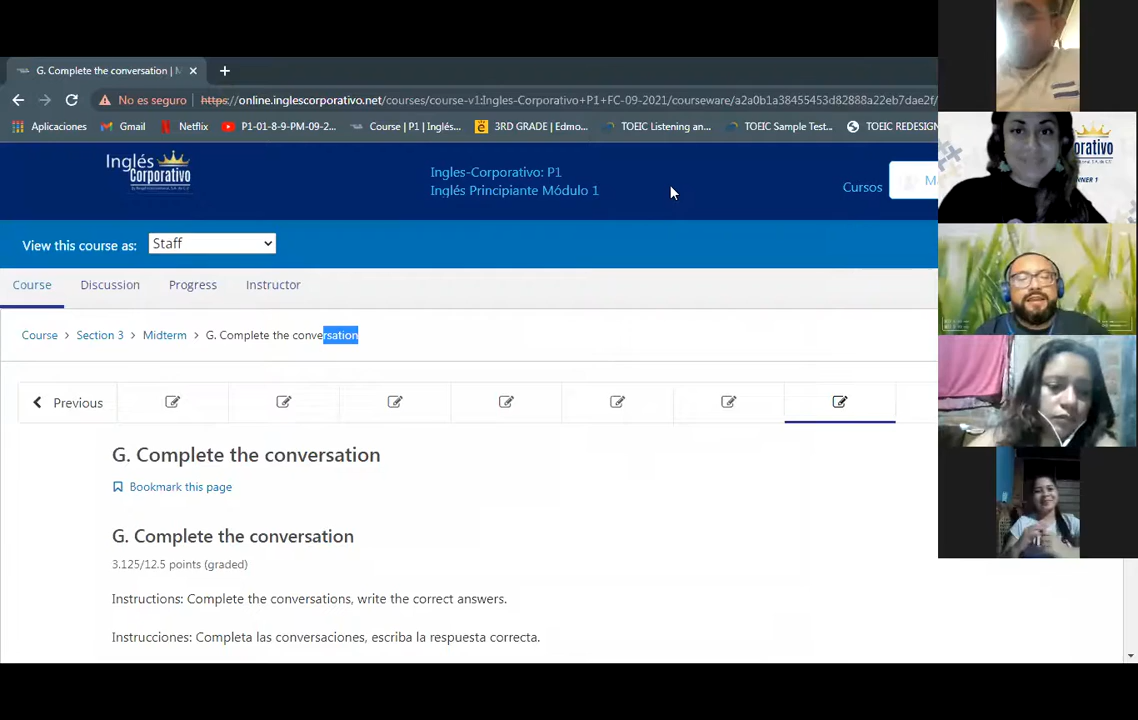 G. Complete the conversation | M
No es seguro https://online.inglescorporativo.net/courses/course-v1:Ingles-Corporativo+P1+FC-09-2021/courseware/a2a0b1a38455453d82888a22eb7dae2f/
Aplicaciones Gmail Netflix P1-01-8-9-PM-09-2... Course | P1 | Inglés... 3RD GRADE | Edmo... TOEIC Listening an... TOEIC Sample Test... TOEIC REDESIGN
Inglés
Corporativo
Ingles-Corporativo: P1
Inglés Principiante Módulo 1
Cursos
M
View this course as: Staff
Course Discussion Progress Instructor
Course > Section 3 > Midterm > G. Complete the conversation
Previous
G. Complete the conversation
Bookmark this page
G. Complete the conversation
3.125/12.5 points (graded)
Instructions: Complete the conversations, write the correct answers.
Instrucciones: Completa las conversaciones, escriba la respuesta correcta.